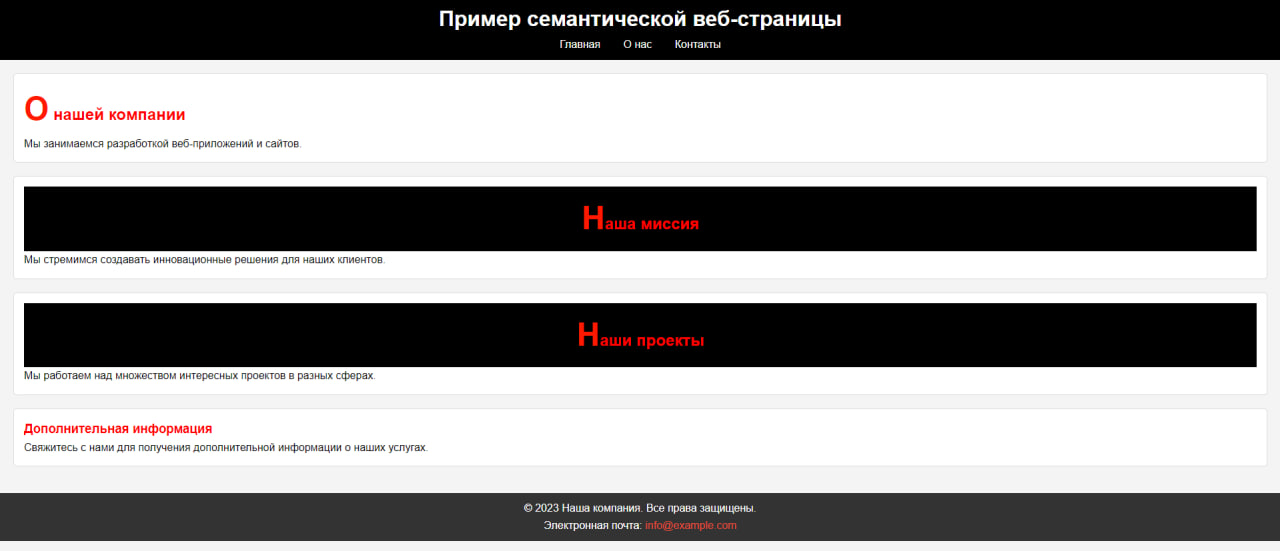 Пример семантической веб-страницы
Главная О нас Контакты
О нашей компании
Мы занимаемся разработкой веб-приложений и сайтов.
Наша миссия
Мы стремимся создавать инновационные решения для наших клиентов.
Наши проекты
Мы работаем над множеством интересных проектов в разных сферах.
Дополнительная информация
Свяжитесь с нами для получения дополнительной информации о наших услугах.
© 2023 Наша компания. Все права защищены.
Электронная почта: info@example.com